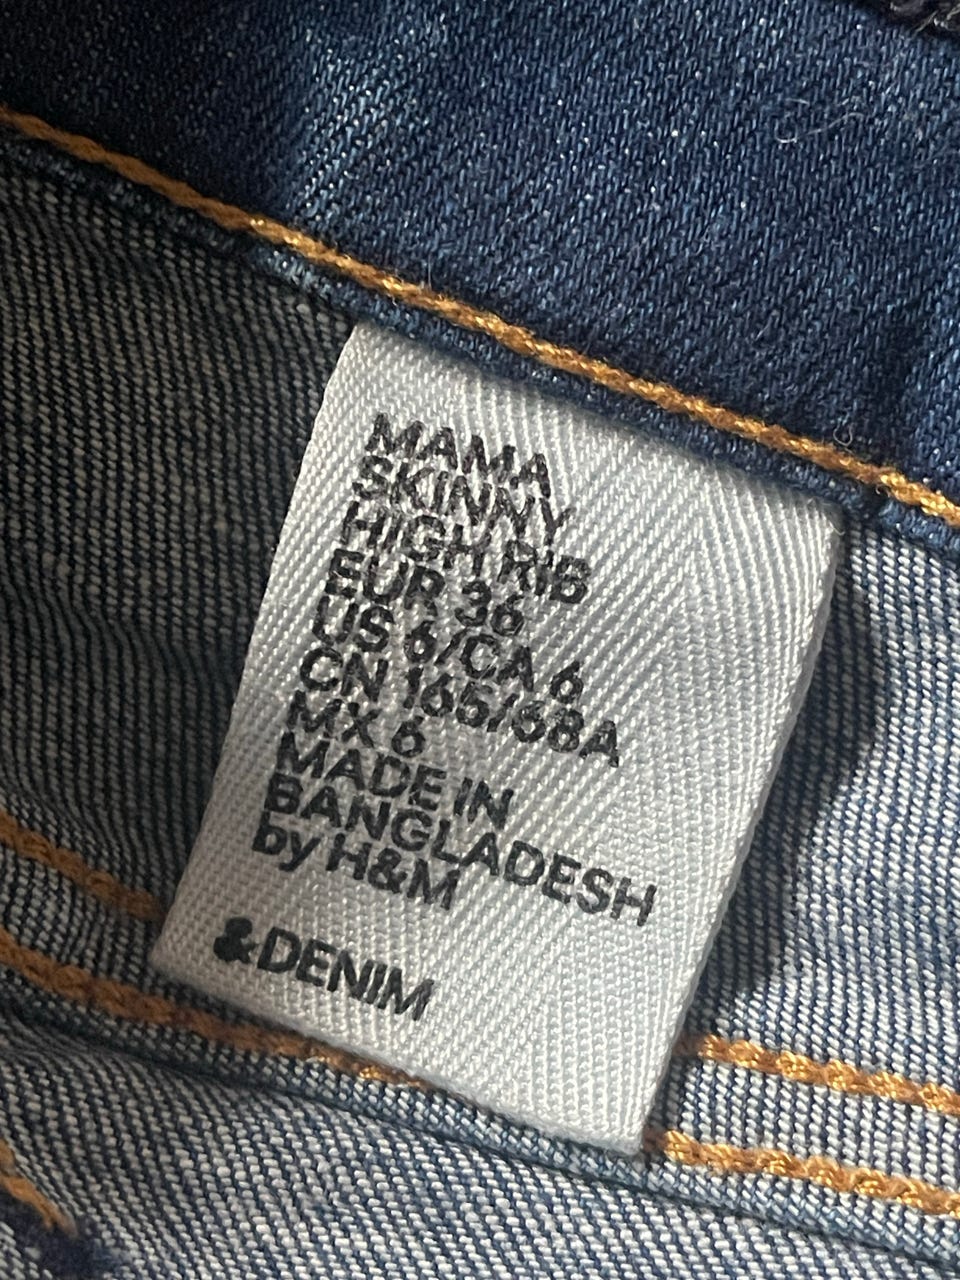 MAMA
SKINNY
HIGH RIB
EUR 36
US 6/CA 6
CN 165/68A
MX 6
MADE IN
BANGLADESH
by H&M
&DENIM